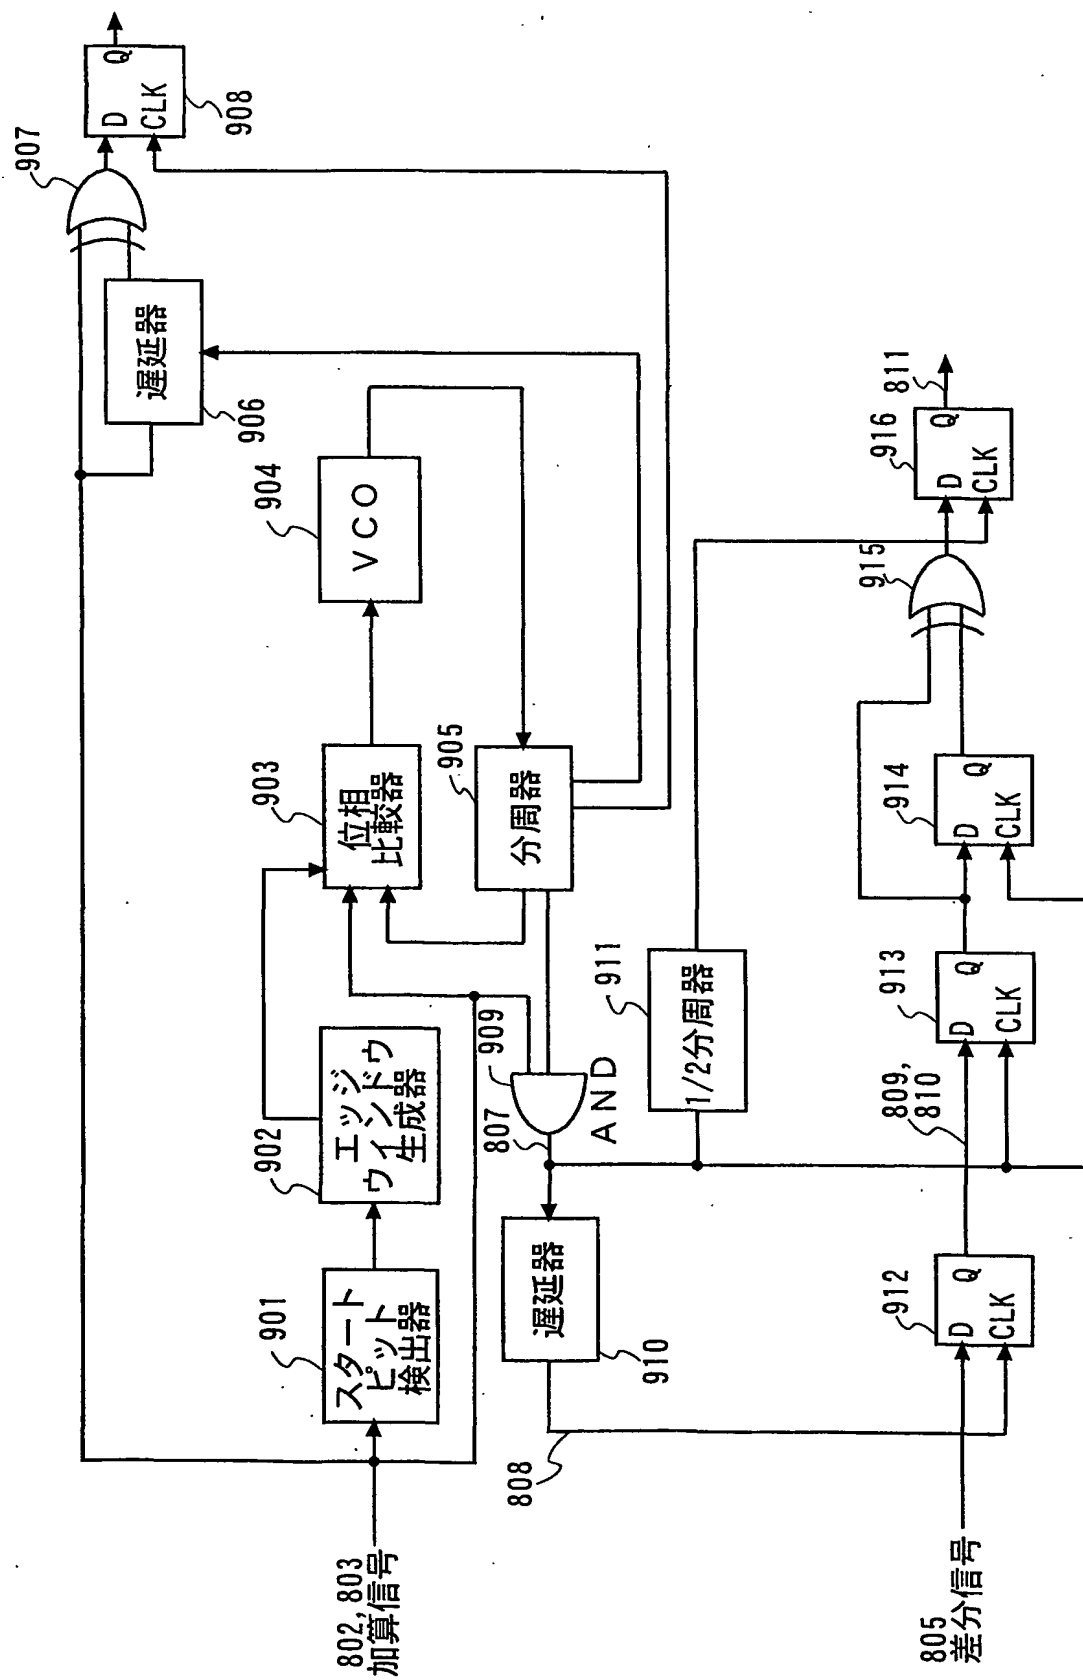 802, 803
加算信号
901
スタート
ピット
検出器
902
エッジ
ウインドウ
生成器
903
位相
比較器
904
VCO
905
分周器
906
遅延器
907
908
D
Q
CLK
909
AND
807
910
遅延器
808
911
1/2分周器
805
差分信号
912
D
Q
CLK
809,
810
913
D
Q
CLK
914
D
Q
CLK
915
916
D
Q
CLK
811